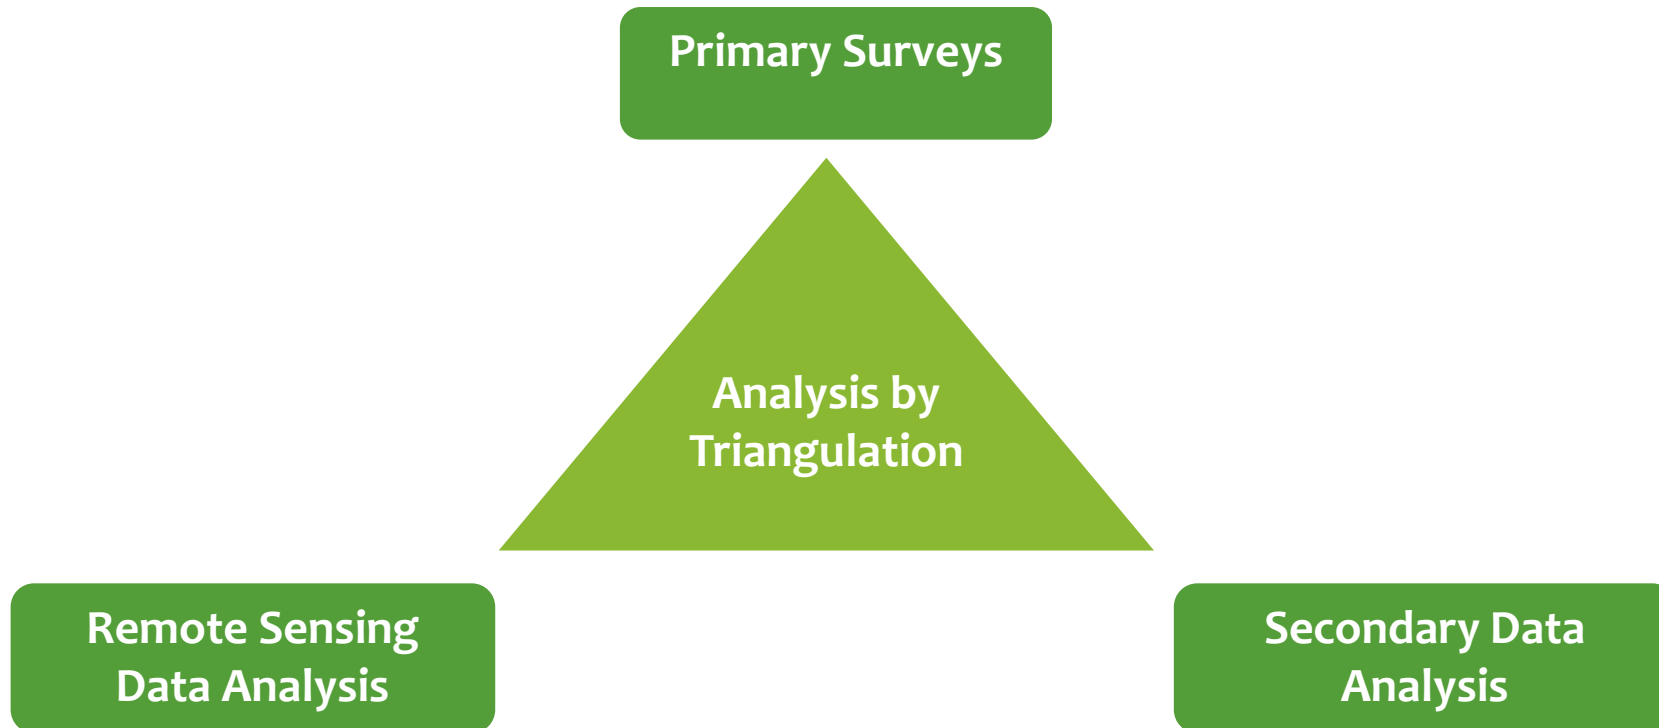 Primary Surveys
Analysis by
Triangulation
Remote Sensing
Data Analysis
Secondary Data
Analysis